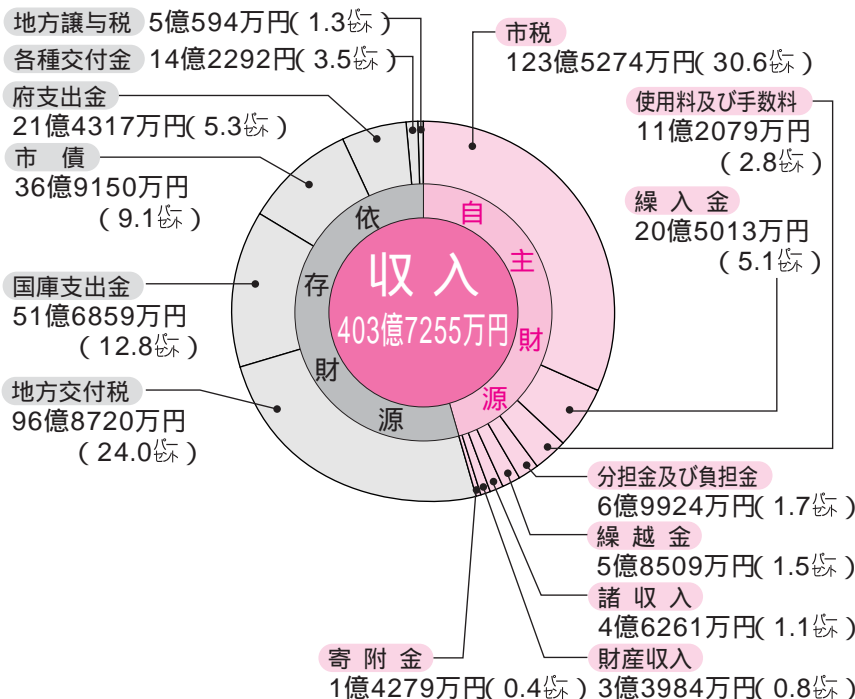 地方譲与税 5億594万円(1.3パーセント)
各種交付金 14億2292円(3.5パーセント)
府支出金
21億4317万円(5.3パーセント)
市債
36億9150万円
(9.1パーセント)
国庫支出金
51億6859万円
(12.8パーセント)
地方交付税
96億8720万円
(24.0パーセント)
市税
123億5274万円(30.6パーセント)
使用料及び手数料
11億2079万円
(2.8パーセント)
繰入金
20億5013万円
(5.1パーセント)
分担金及び負担金
6億9924万円(1.7パーセント)
繰越金
5億8509万円(1.5パーセント)
諸収入
4億6261万円(1.1パーセント)
財産収入
3億3984万円(0.8パーセント)
寄附金
1億4279万円(0.4パーセント)
依存財源
自主財源
収入
403億7255万円